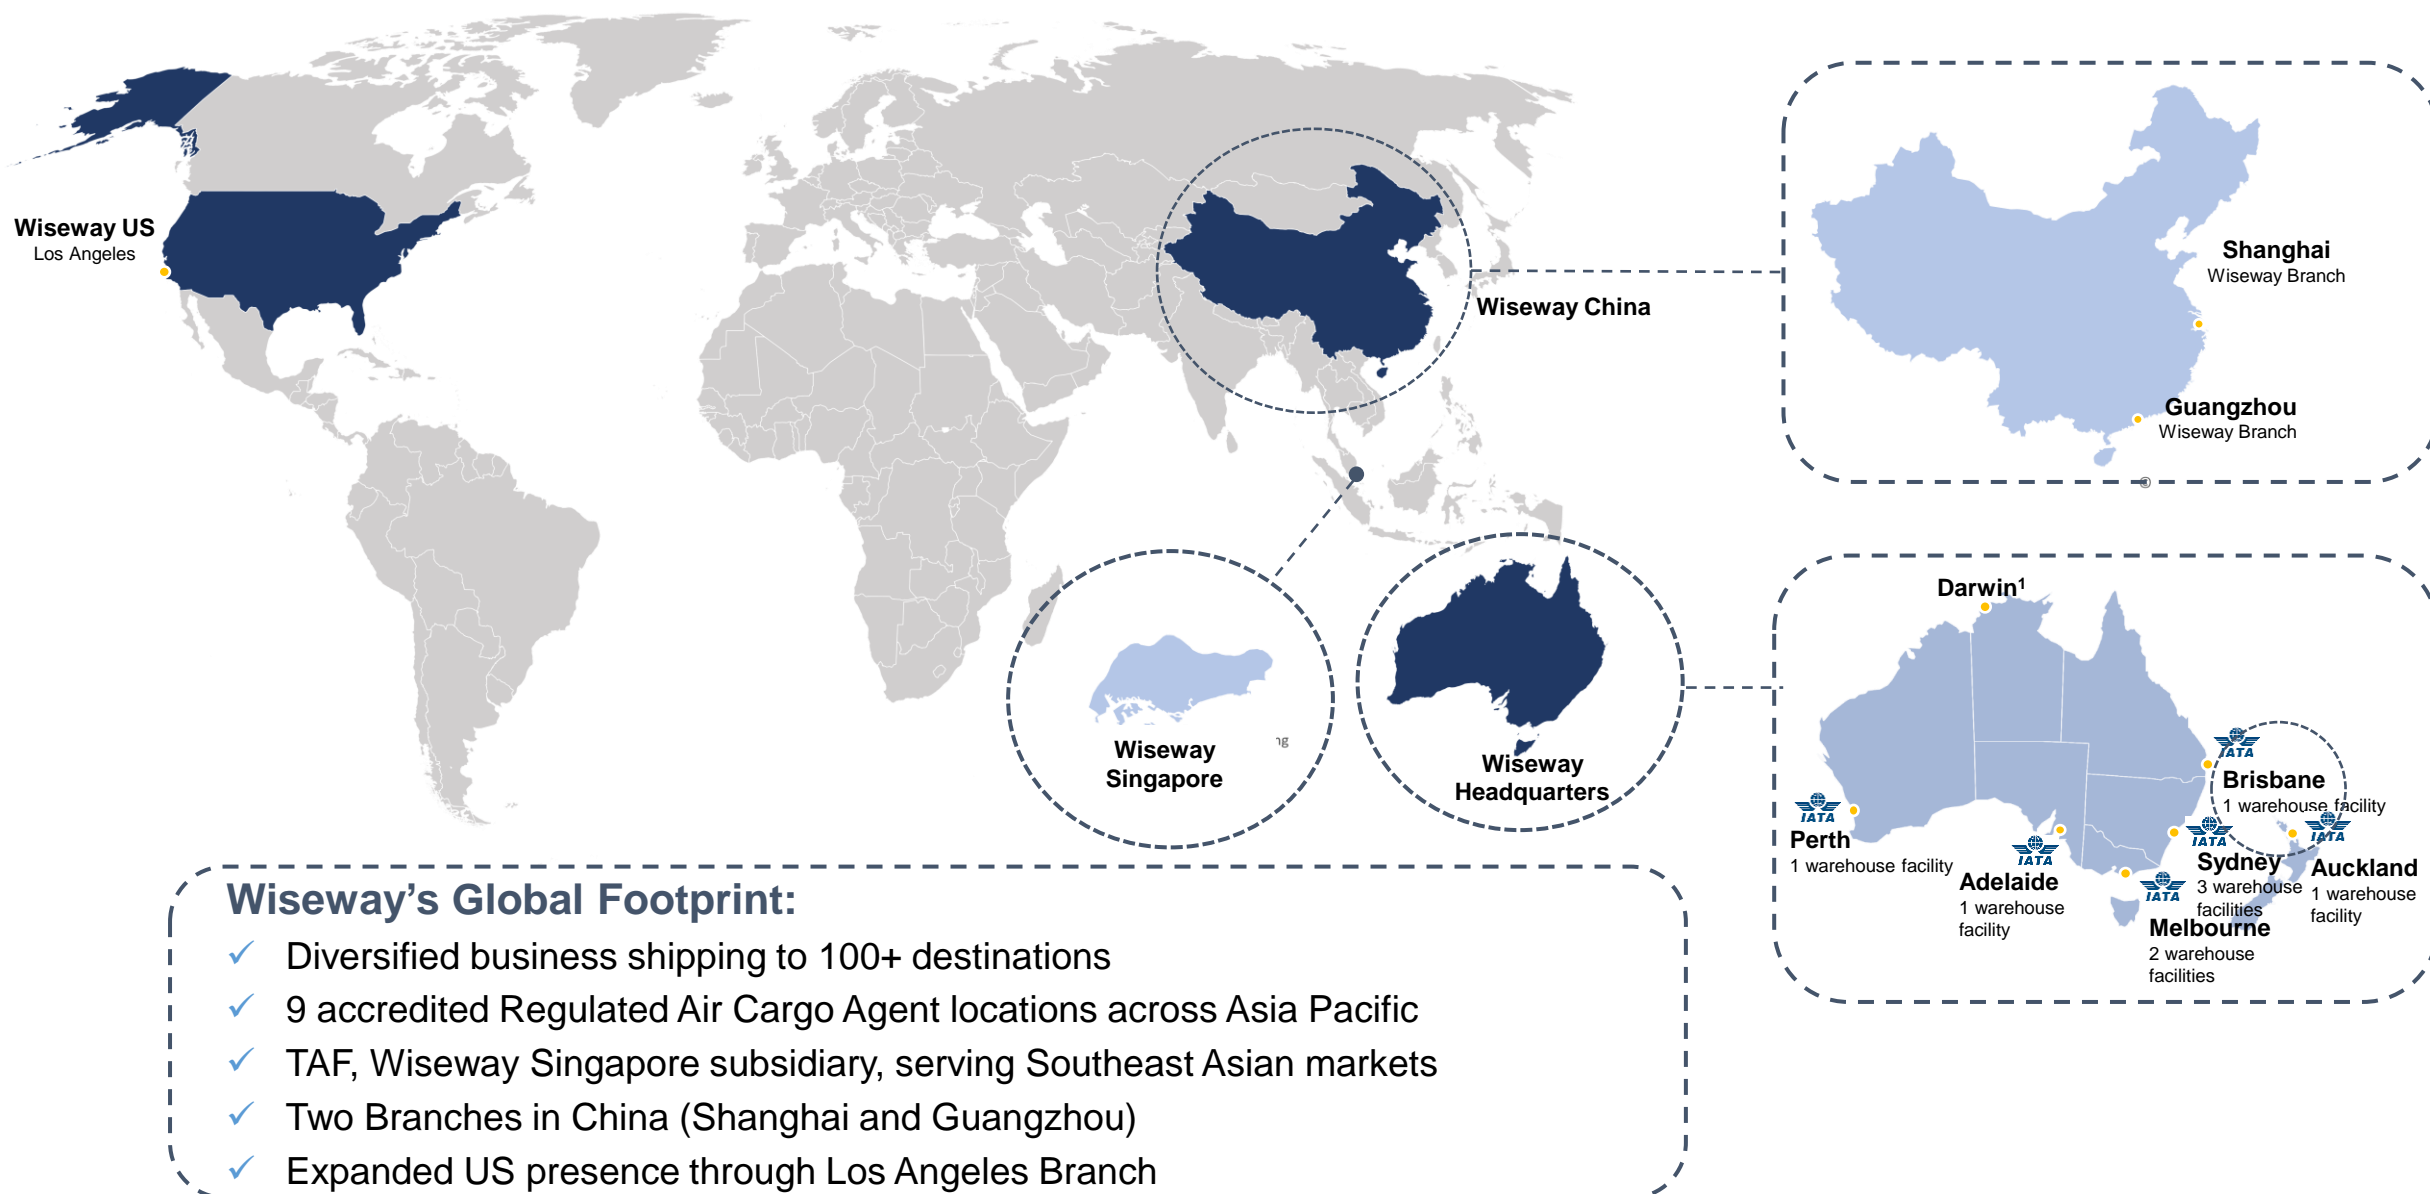 Wiseway US
Los Angeles
Wiseway China
Shanghai
Wiseway Branch
Guangzhou
Wiseway Branch
Wiseway
Singapore
Wiseway
Headquarters
Darwin¹
IATA
Brisbane
1 warehouse facility
IATA
Perth
1 warehouse facility
IATA
Adelaide
1 warehouse
facility
IATA
Sydney
3 warehouse
facilities
IATA
Auckland
1 warehouse
facility
IATA
Melbourne
2 warehouse
facilities
Wiseway’s Global Footprint:
✓ Diversified business shipping to 100+ destinations
✓ 9 accredited Regulated Air Cargo Agent locations across Asia Pacific
✓ TAF, Wiseway Singapore subsidiary, serving Southeast Asian markets
✓ Two Branches in China (Shanghai and Guangzhou)
✓ Expanded US presence through Los Angeles Branch